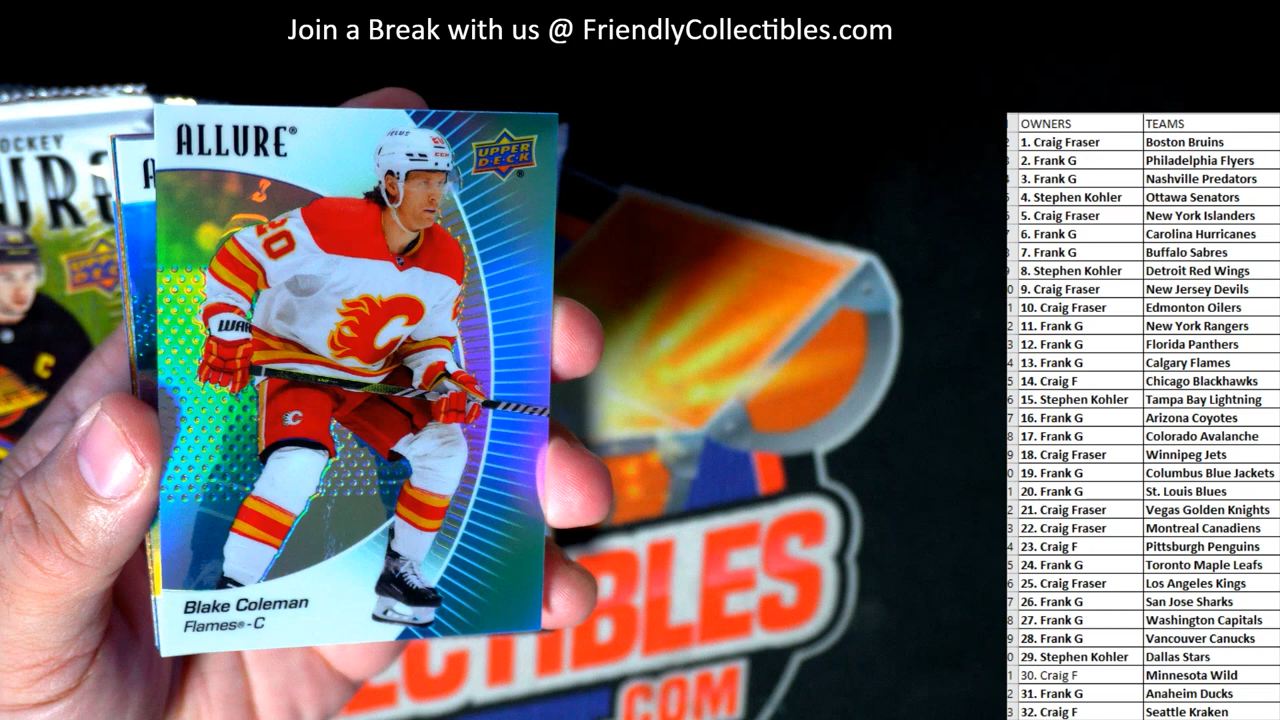 Join a Break with us @ FriendlyCollectibles.com
OCKEY
ALLURE®
UPPER
DECK
®
20
20
WAR
C
C
C
Blake Coleman
Flames®-C
ECTIBLES
.COM
OWNERS TEAMS
1. Craig Fraser Boston Bruins
2. Frank G Philadelphia Flyers
3. Frank G Nashville Predators
4. Stephen Kohler Ottawa Senators
5. Craig Fraser New York Islanders
6. Frank G Carolina Hurricanes
7. Frank G Buffalo Sabres
8. Stephen Kohler Detroit Red Wings
9. Craig Fraser New Jersey Devils
10. Craig Fraser Edmonton Oilers
11. Frank G New York Rangers
12. Frank G Florida Panthers
13. Frank G Calgary Flames
14. Craig F Chicago Blackhawks
15. Stephen Kohler Tampa Bay Lightning
16. Frank G Arizona Coyotes
17. Frank G Colorado Avalanche
18. Craig Fraser Winnipeg Jets
19. Frank G Columbus Blue Jackets
20. Frank G St. Louis Blues
21. Craig Fraser Vegas Golden Knights
22. Craig Fraser Montreal Canadiens
23. Craig F Pittsburgh Penguins
24. Frank G Toronto Maple Leafs
25. Craig Fraser Los Angeles Kings
26. Frank G San Jose Sharks
27. Frank G Washington Capitals
28. Frank G Vancouver Canucks
29. Stephen Kohler Dallas Stars
30. Craig F Minnesota Wild
31. Frank G Anaheim Ducks
32. Craig F Seattle Kraken